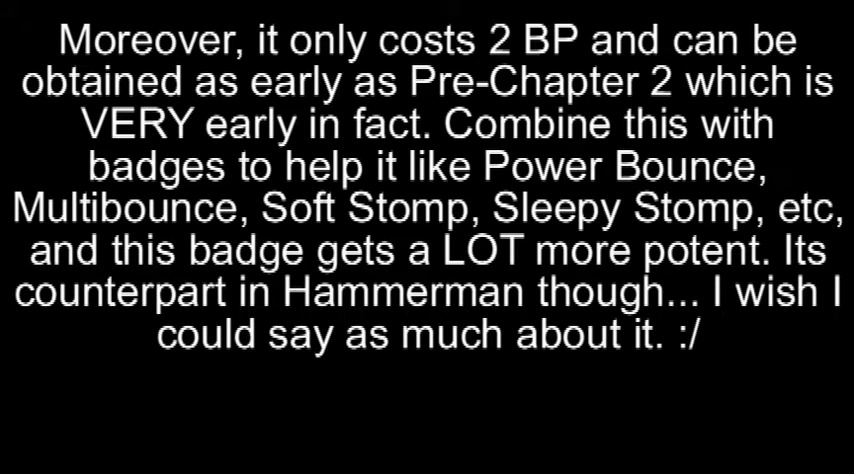 Moreover, it only costs 2 BP and can be
obtained as early as Pre-Chapter 2 which is
VERY early in fact. Combine this with
badges to help it like Power Bounce,
Multibounce, Soft Stomp, Sleepy Stomp, etc,
and this badge gets a LOT more potent. Its
counterpart in Hammerman though... I wish I
could say as much about it. :/